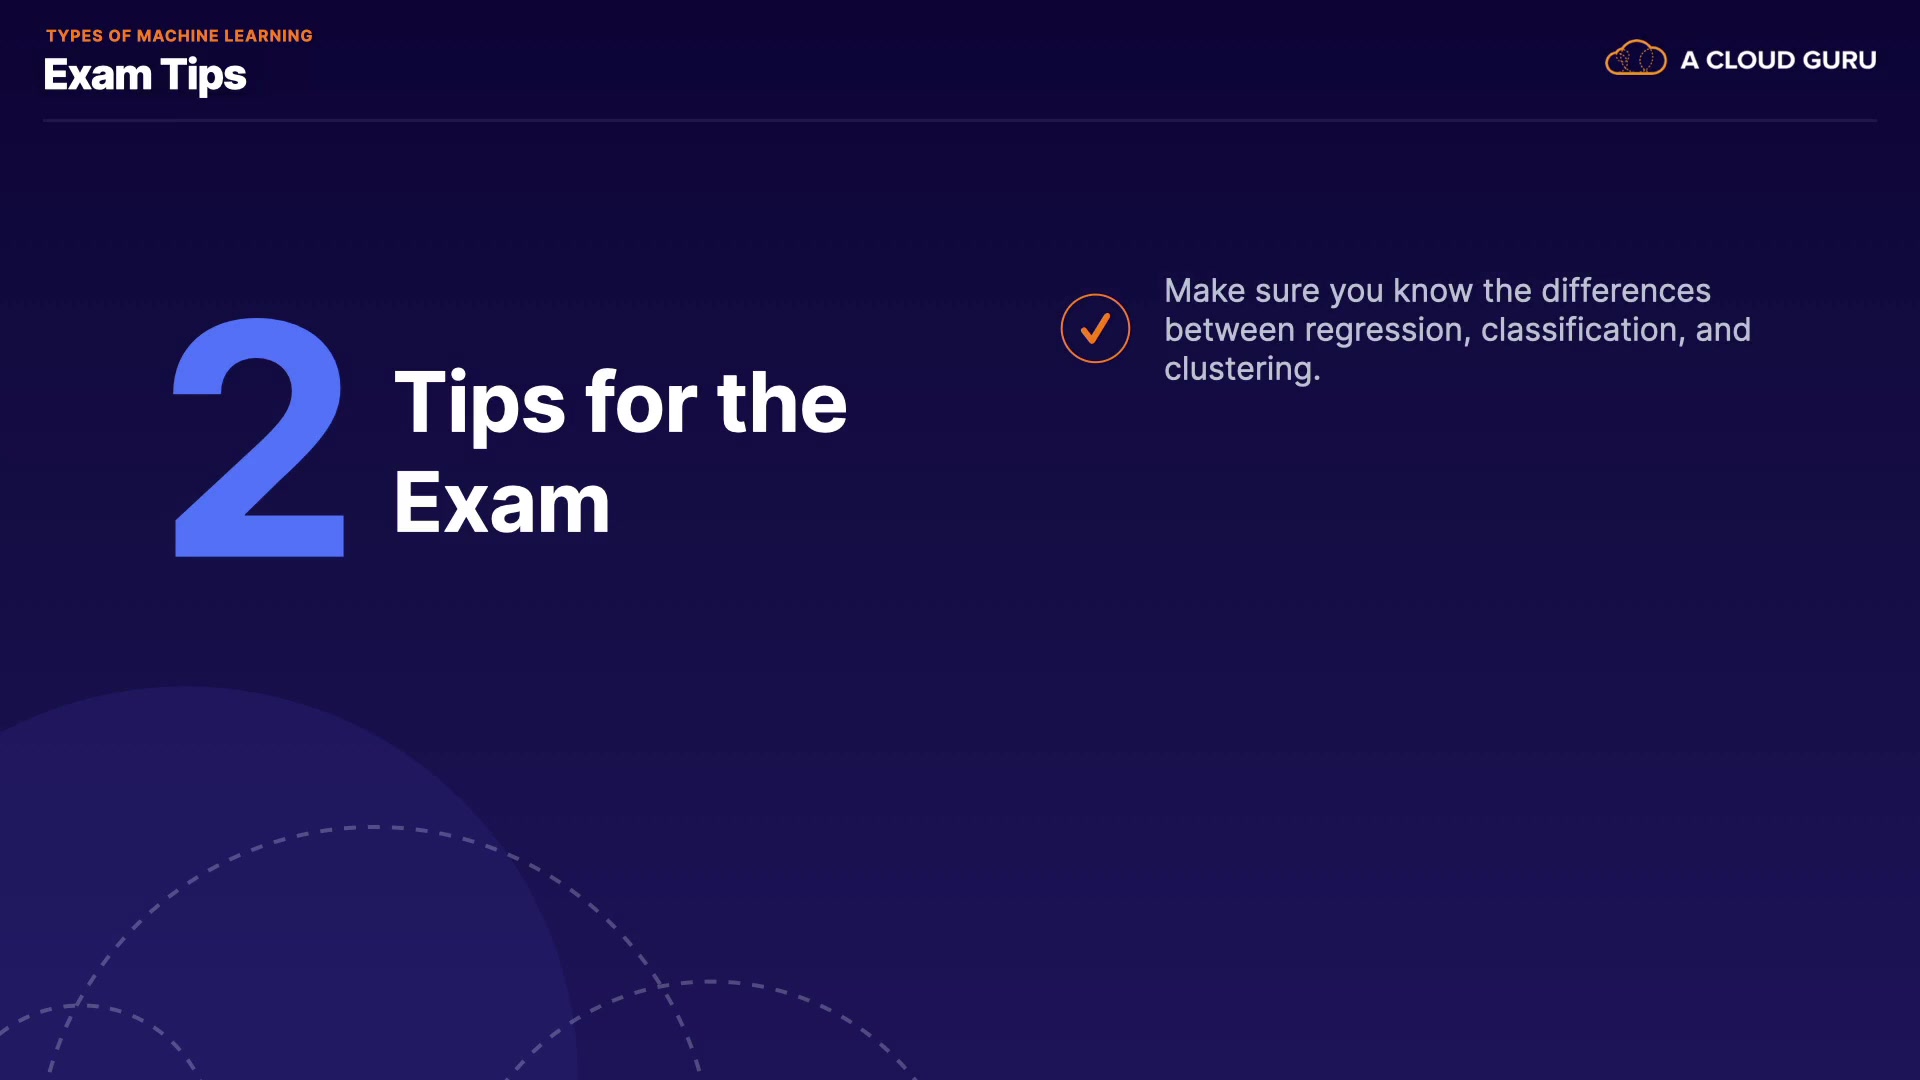 TYPES OF MACHINE LEARNING
Exam Tips
A CLOUD GURU
2
Tips for the
Exam
Make sure you know the differences
between regression, classification, and
clustering.